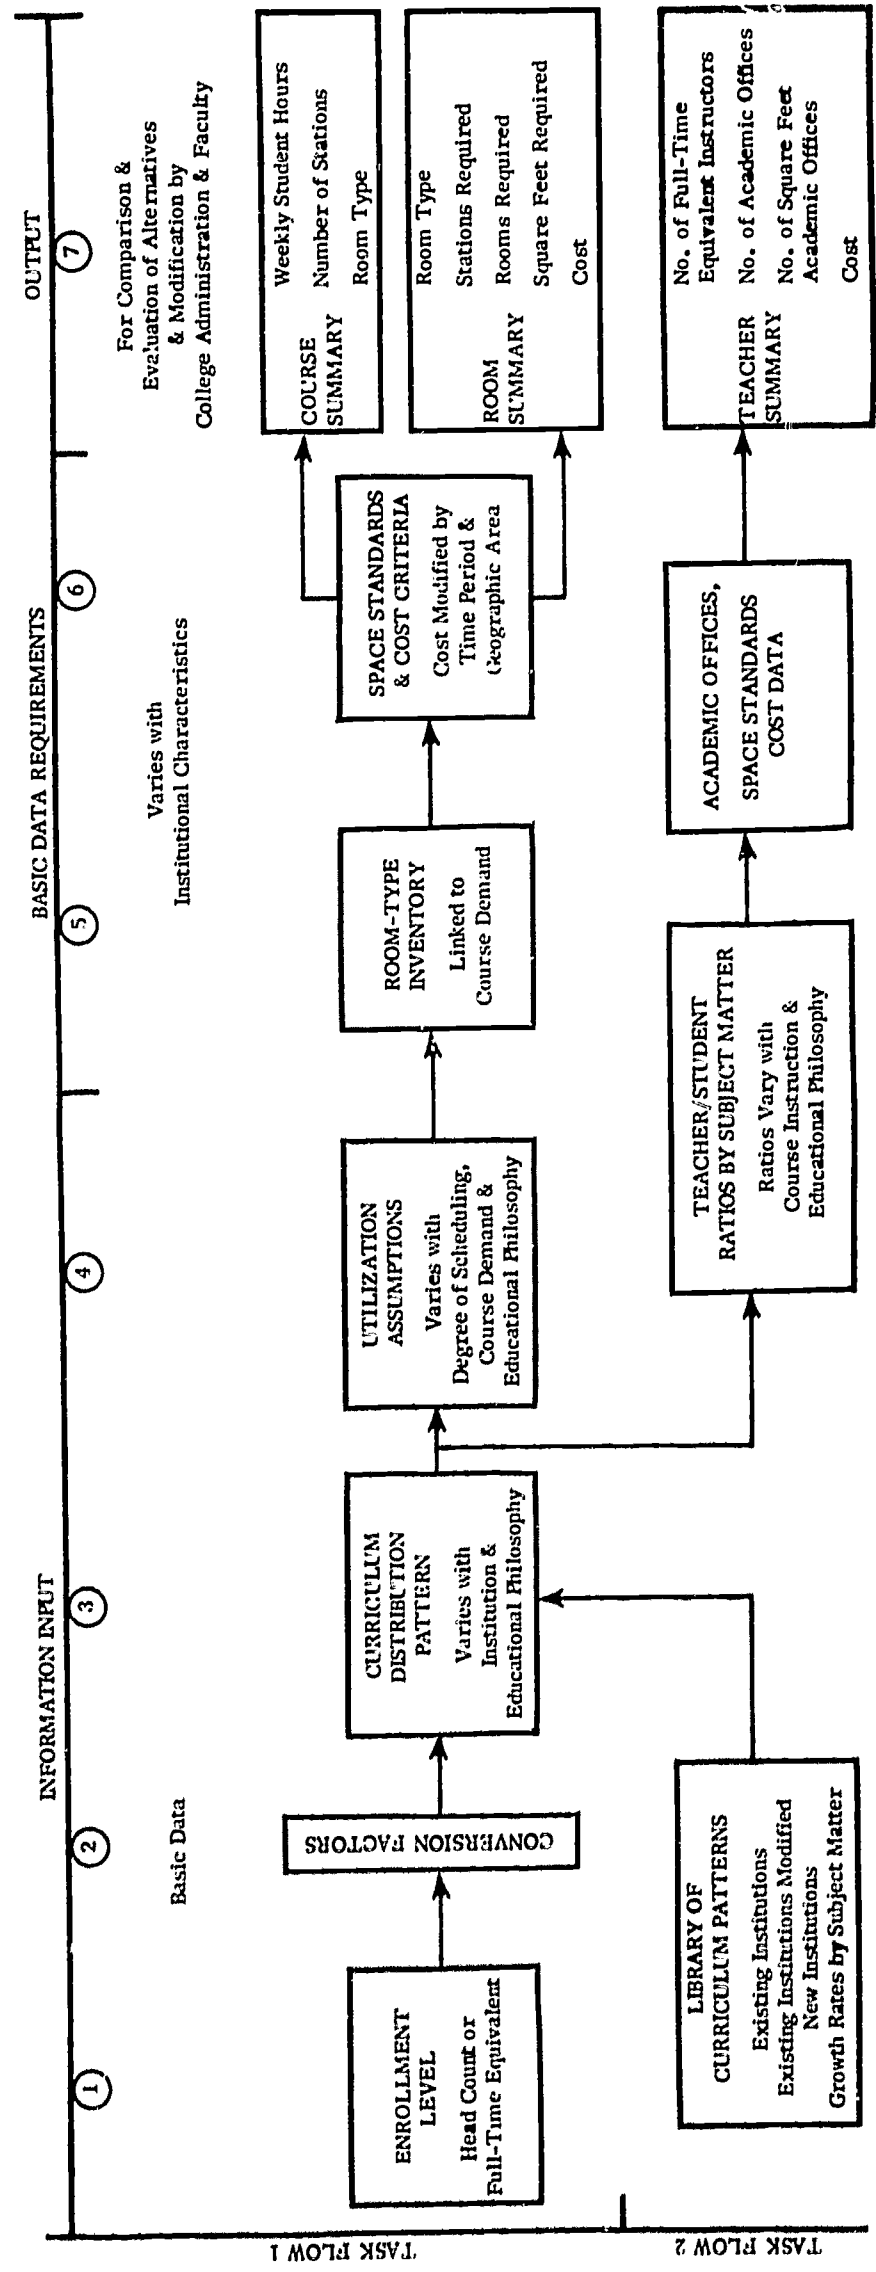 INFORMATION INPUT
BASIC DATA REQUIREMENTS
OUTPUT
1
2
3
4
5
6
7
Basic Data
Varies with
Institutional Characteristics
For Comparison &
Evaluation of Alternatives
& Modification by
College Administration & Faculty
TASK FLOW 1
ENROLLMENT
LEVEL
Head Count or
Full-Time Equivalent
CONVERSION FACTORS
CURRICULUM
DISTRIBUTION
PATTERN
Varies with
Institution &
Educational Philosophy
UTILIZATION
ASSUMPTIONS
Varies with
Degree of Scheduling,
Course Demand &
Educational Philosophy
ROOM-TYPE
INVENTORY
Linked to
Course Demand
SPACE STANDARDS
& COST CRITERIA
Cost Modified by
Time Period &
Geographic Area
COURSE
SUMMARY
Weekly Student Hours
Number of Stations
Room Type
ROOM
SUMMARY
Room Type
Stations Required
Rooms Required
Square Feet Required
Cost
TASK FLOW 2
LIBRARY OF
CURRICULUM PATTERNS
Existing Institutions
Existing Institutions Modified
New Institutions
Growth Rates by Subject Matter
TEACHER/STUDENT
RATIOS BY SUBJECT MATTER
Ratios Vary with
Course Instruction &
Educational Philosophy
ACADEMIC OFFICES,
SPACE STANDARDS
COST DATA
TEACHER
SUMMARY
No. of Full-Time
Equivalent Instructors
No. of Academic Offices
No. of Square Feet
Academic Offices
Cost